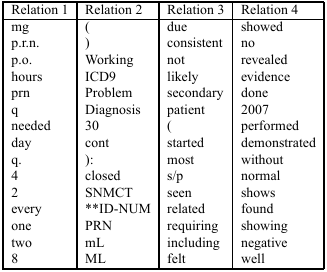 Relation 1 Relation 2 Relation 3 Relation 4
mg ( due showed
p.r.n. ) consistent no
p.o. Working not revealed
hours ICD9 likely evidence
prn Problem secondary done
q Diagnosis patient 2007
needed 30 ( performed
day cont started demonstrated
q. ): most without
4 closed s/p normal
2 SNMCT seen shows
every **ID-NUM related found
one PRN requiring showing
two mL including negative
8 ML felt well